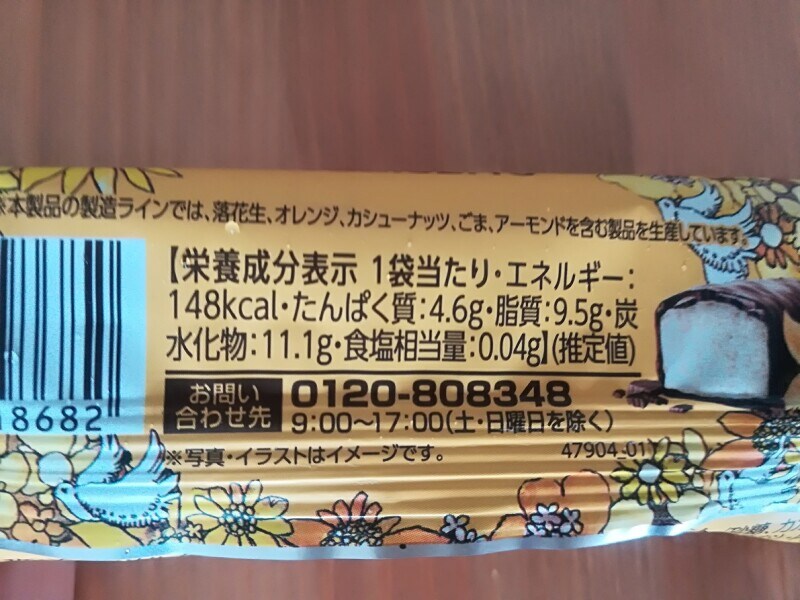 ※本製品の製造ラインでは、落花生、オレンジ、カシューナッツ、ごま、アーモンドを含む製品を生産しています。
【栄養成分表示 1袋当たり・エネルギー:
148kcal・たんぱく質:4.6g・脂質:9.5g・炭
水化物:11.1g・食塩相当量:0.04g】(推定値)
お問い
合わせ先
0120-808348
9:00〜17:00(土・日曜日を除く)
8682
※写真・イラストはイメージです。
47904_01